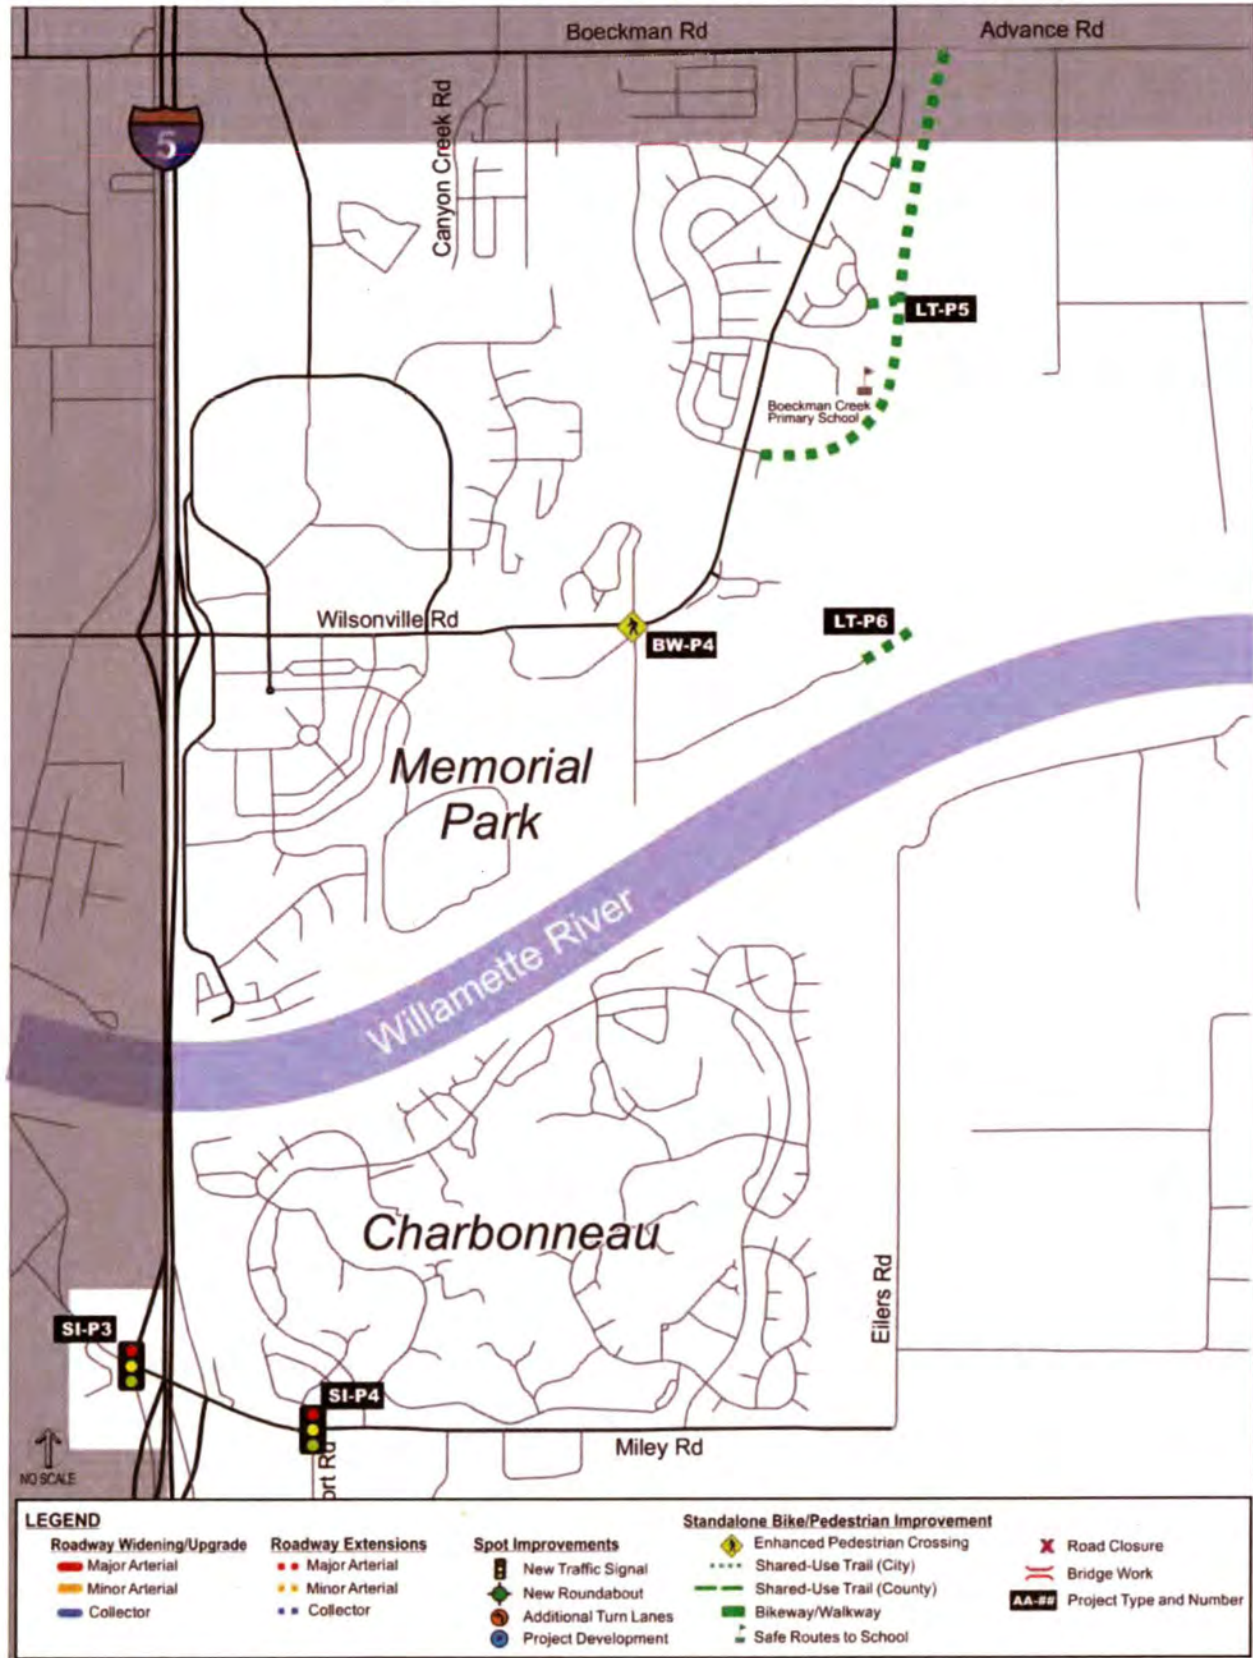 Boeckman Rd
Advance Rd
5
Canyon Creek Rd
LT-P5
Boeckman Creek
Primary School
Wilsonville Rd
BW-P4
LT-P6
Memorial
Park
Willamette River
Charbonneau
Eilers Rd
SI-P3
SI-P4
ort Rd
Miley Rd
NO SCALE
LEGEND
Roadway Widening/Upgrade
Major Arterial
Minor Arterial
Collector
Roadway Extensions
Major Arterial
Minor Arterial
Collector
Spot Improvements
New Traffic Signal
New Roundabout
Additional Turn Lanes
Project Development
Standalone Bike/Pedestrian Improvement
Enhanced Pedestrian Crossing
Shared-Use Trail (City)
Shared-Use Trail (County)
Bikeway/Walkway
Safe Routes to School
Road Closure
Bridge Work
AA-## Project Type and Number